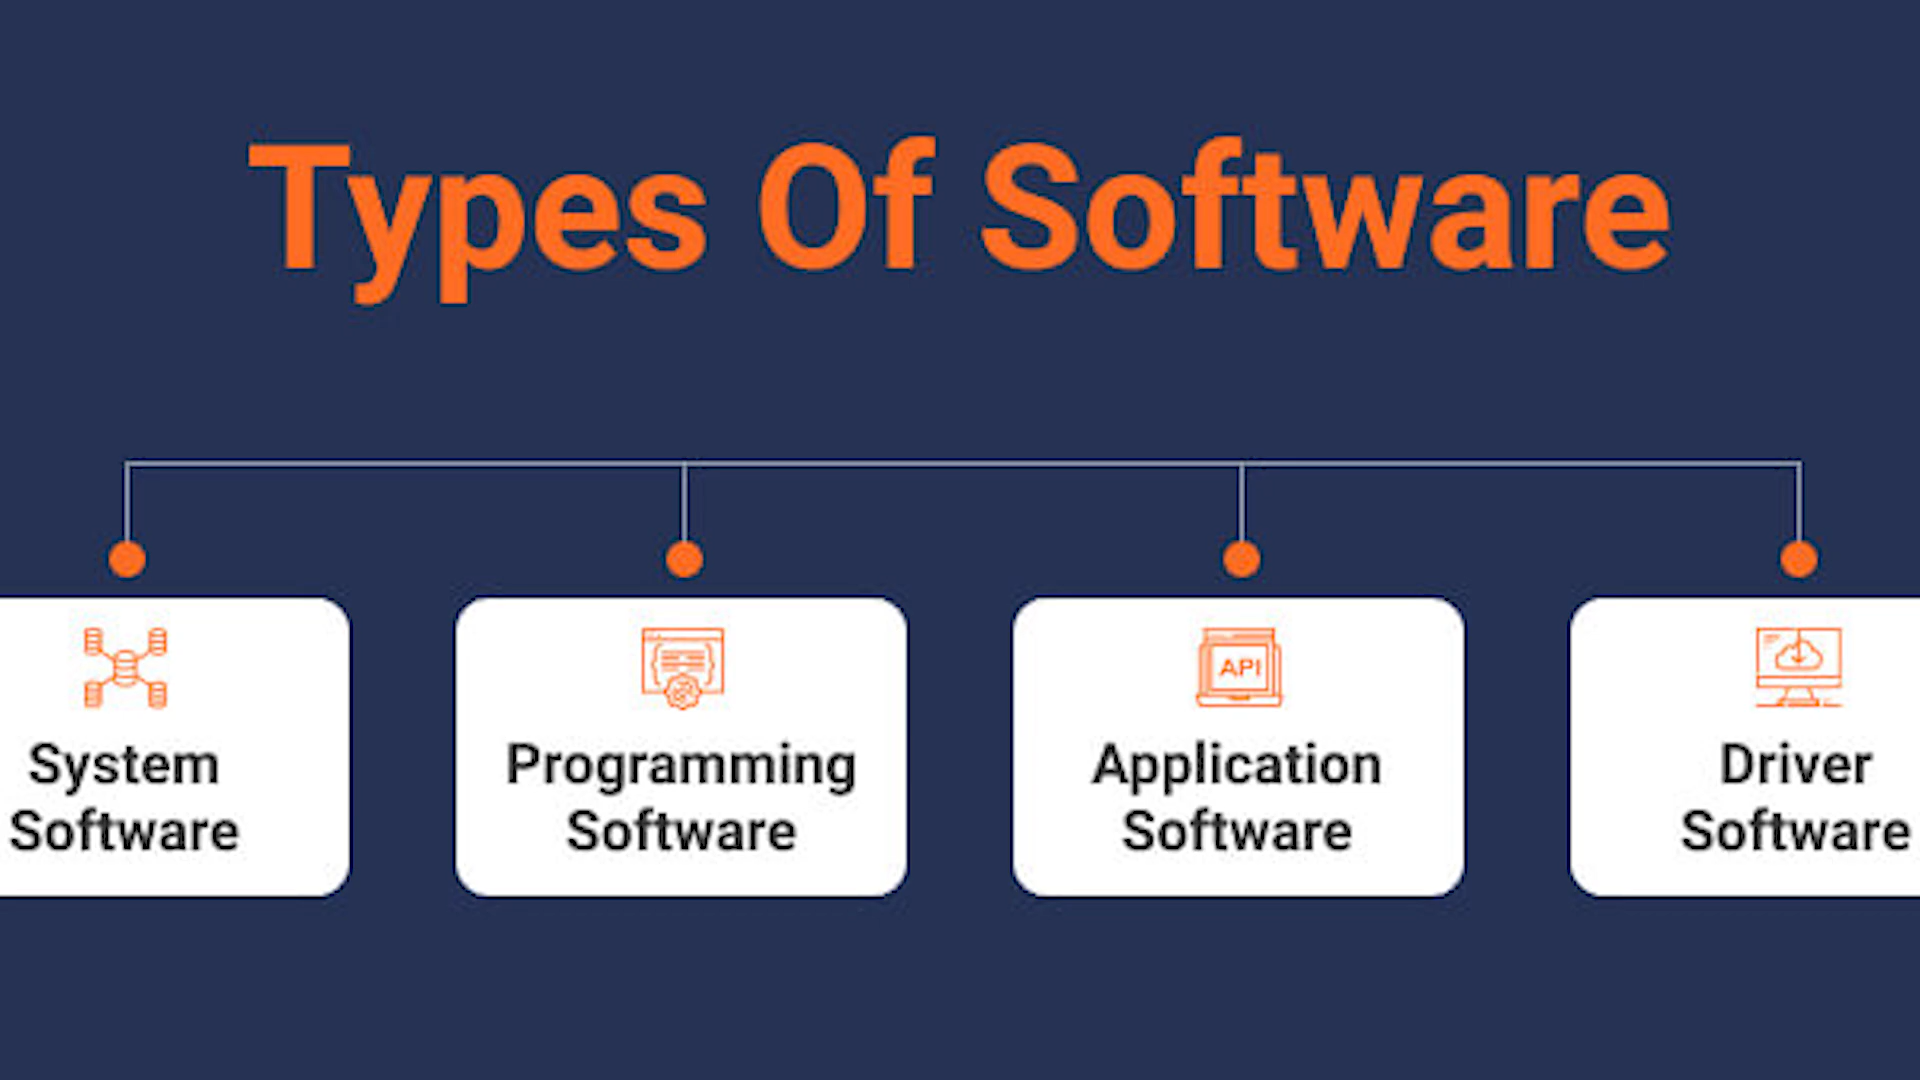 Types Of Software
API
System
Software
Programming
Software
Application
Software
Driver
Software